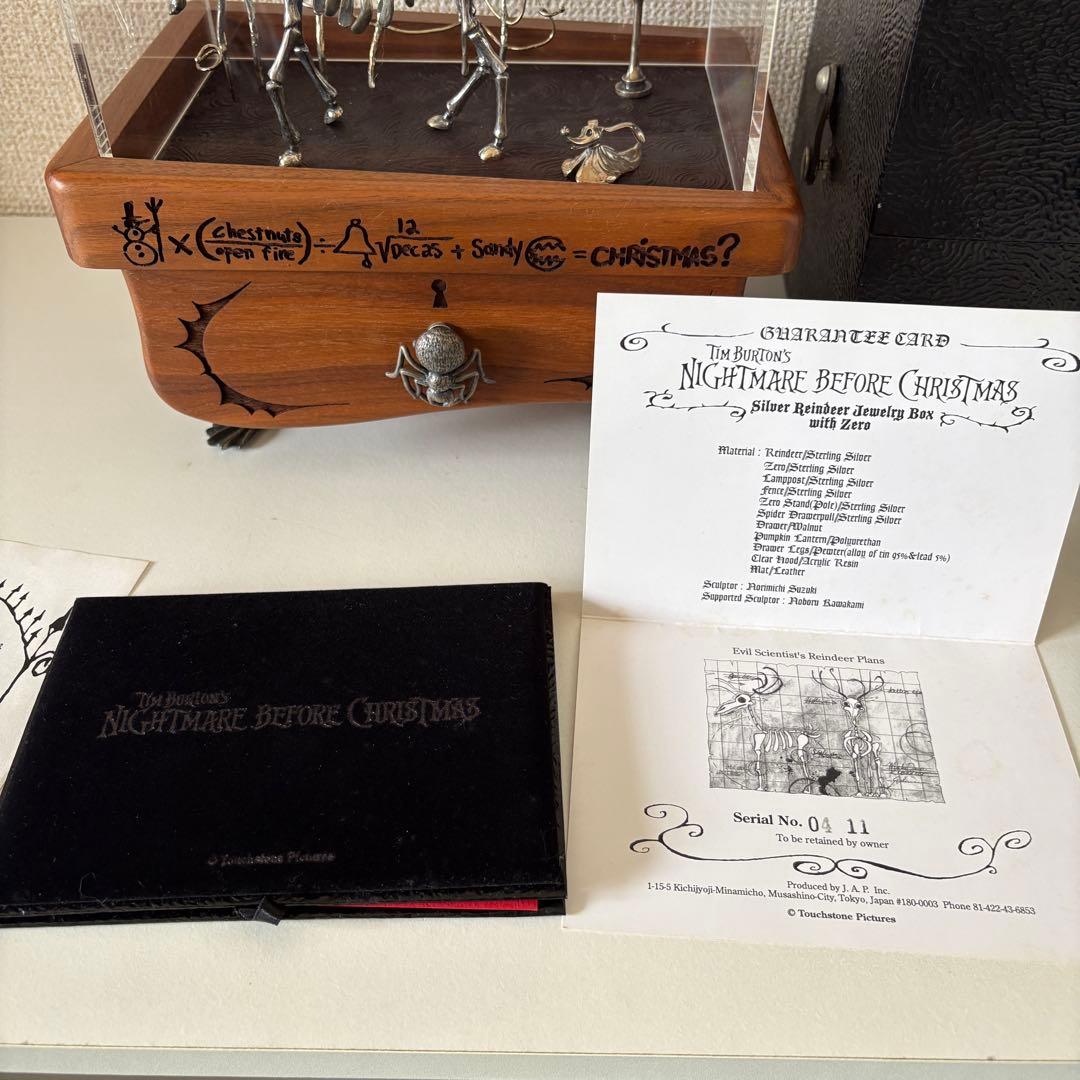 × (chestnuts
open fire) ÷ 12
√Decas + Sandy = CHRISTMAS?
GUARANTEE CARD
TIM BURTON'S
NIGHTMARE BEFORE CHRISTMAS
Silver Reindeer Jewelry Box
with Zero
Material : Reindeer/Sterling Silver
Zero/Sterling Silver
Lamppost/Sterling Silver
Fence/Sterling Silver
Zero Stand(Pole)/Sterling Silver
Spider Drawerpull/Sterling Silver
Drawer/Walnut
Pumpkin Lantern/Polyurethan
Drawer Legs/Pewter(alloy of tin 95%&lead 5%)
Clear Hood/Acrylic Resin
Mat/Leather
Sculptor : Norimichi Suzuki
Supported Sculptor : Noboru Kawakami
Evil Scientist's Reindeer Plans
Serial No. 04 11
To be retained by owner
Produced by J. A. P. Inc.
1-15-5 Kichijyoji-Minamicho, Musashino-City, Tokyo, Japan #180-0003 Phone 81-422-43-6853
© Touchstone Pictures
TIM BURTON'S
NIGHTMARE BEFORE CHRISTMAS
© Touchstone Pictures